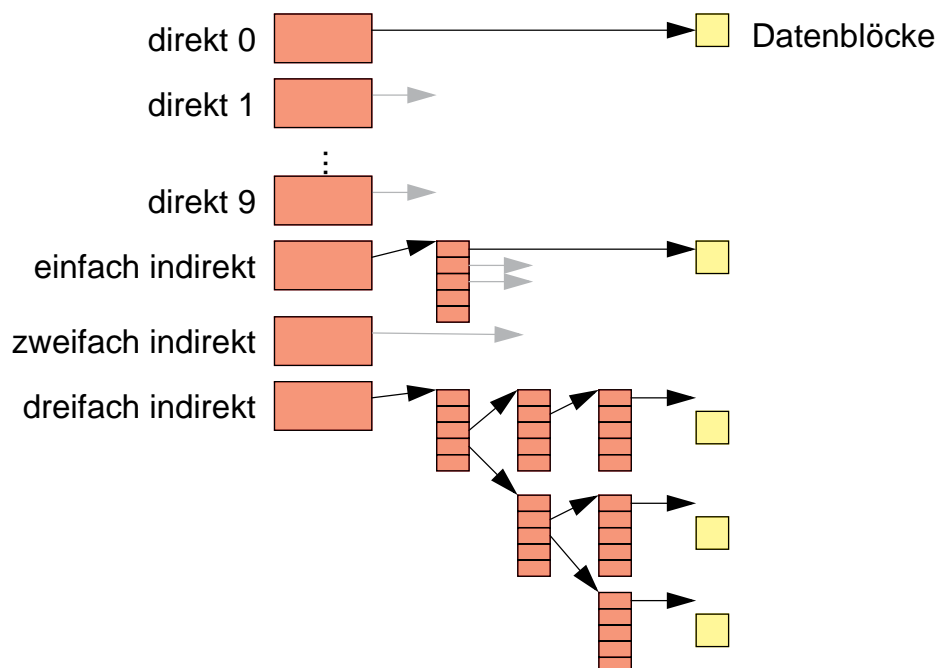 direkt 0
Datenblöcke
direkt 1
...
direkt 9
einfach indirekt
zweifach indirekt
dreifach indirekt